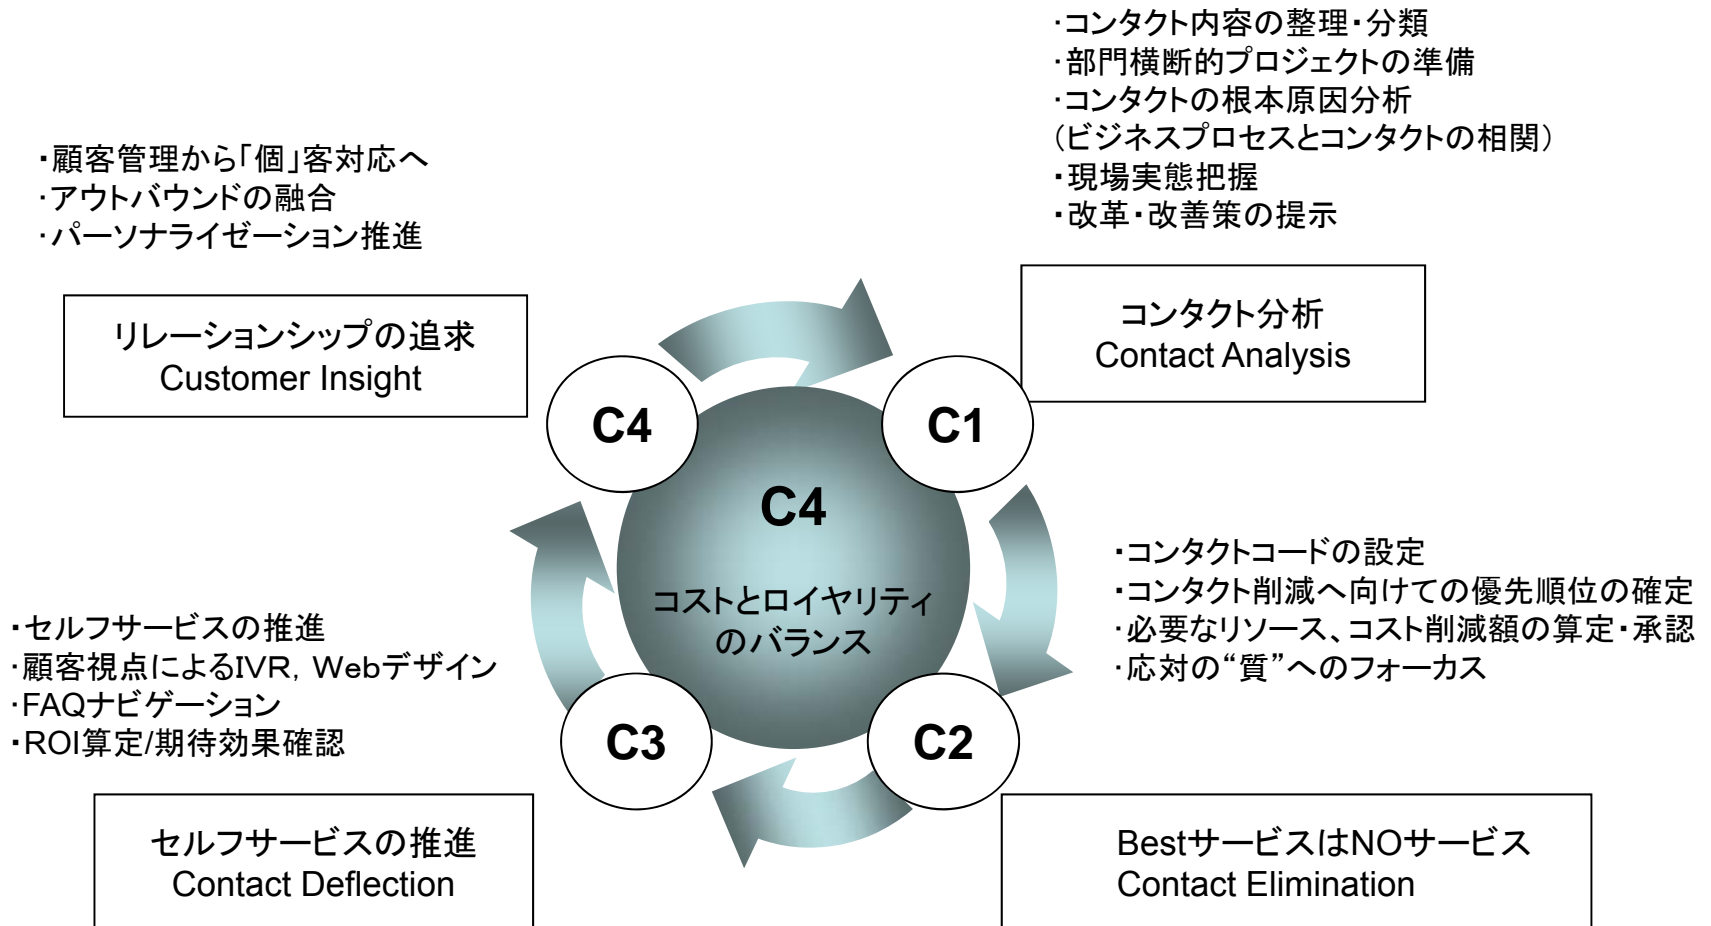 ・コンタクト内容の整理・分類
・部門横断的プロジェクトの準備
・コンタクトの根本原因分析
(ビジネスプロセスとコンタクトの相関)
・現場実態把握
・改革・改善策の提示
コンタクト分析
Contact Analysis
C1
・顧客管理から「個」客対応へ
・アウトバウンドの融合
・パーソナライゼーション推進
リレーションシップの追求
Customer Insight
C4
C4
コストとロイヤリティ
のバランス
・コンタクトコードの設定
・コンタクト削減へ向けての優先順位の確定
・必要なリソース、コスト削減額の算定・承認
・応対の“質”へのフォーカス
C2
Bestサービスは NOサービス
Contact Elimination
・セルフサービスの推進
・顧客視点によるIVR, Webデザイン
・FAQナビゲーション
・ROI算定/期待効果確認
C3
セルフサービスの推進
Contact Deflection